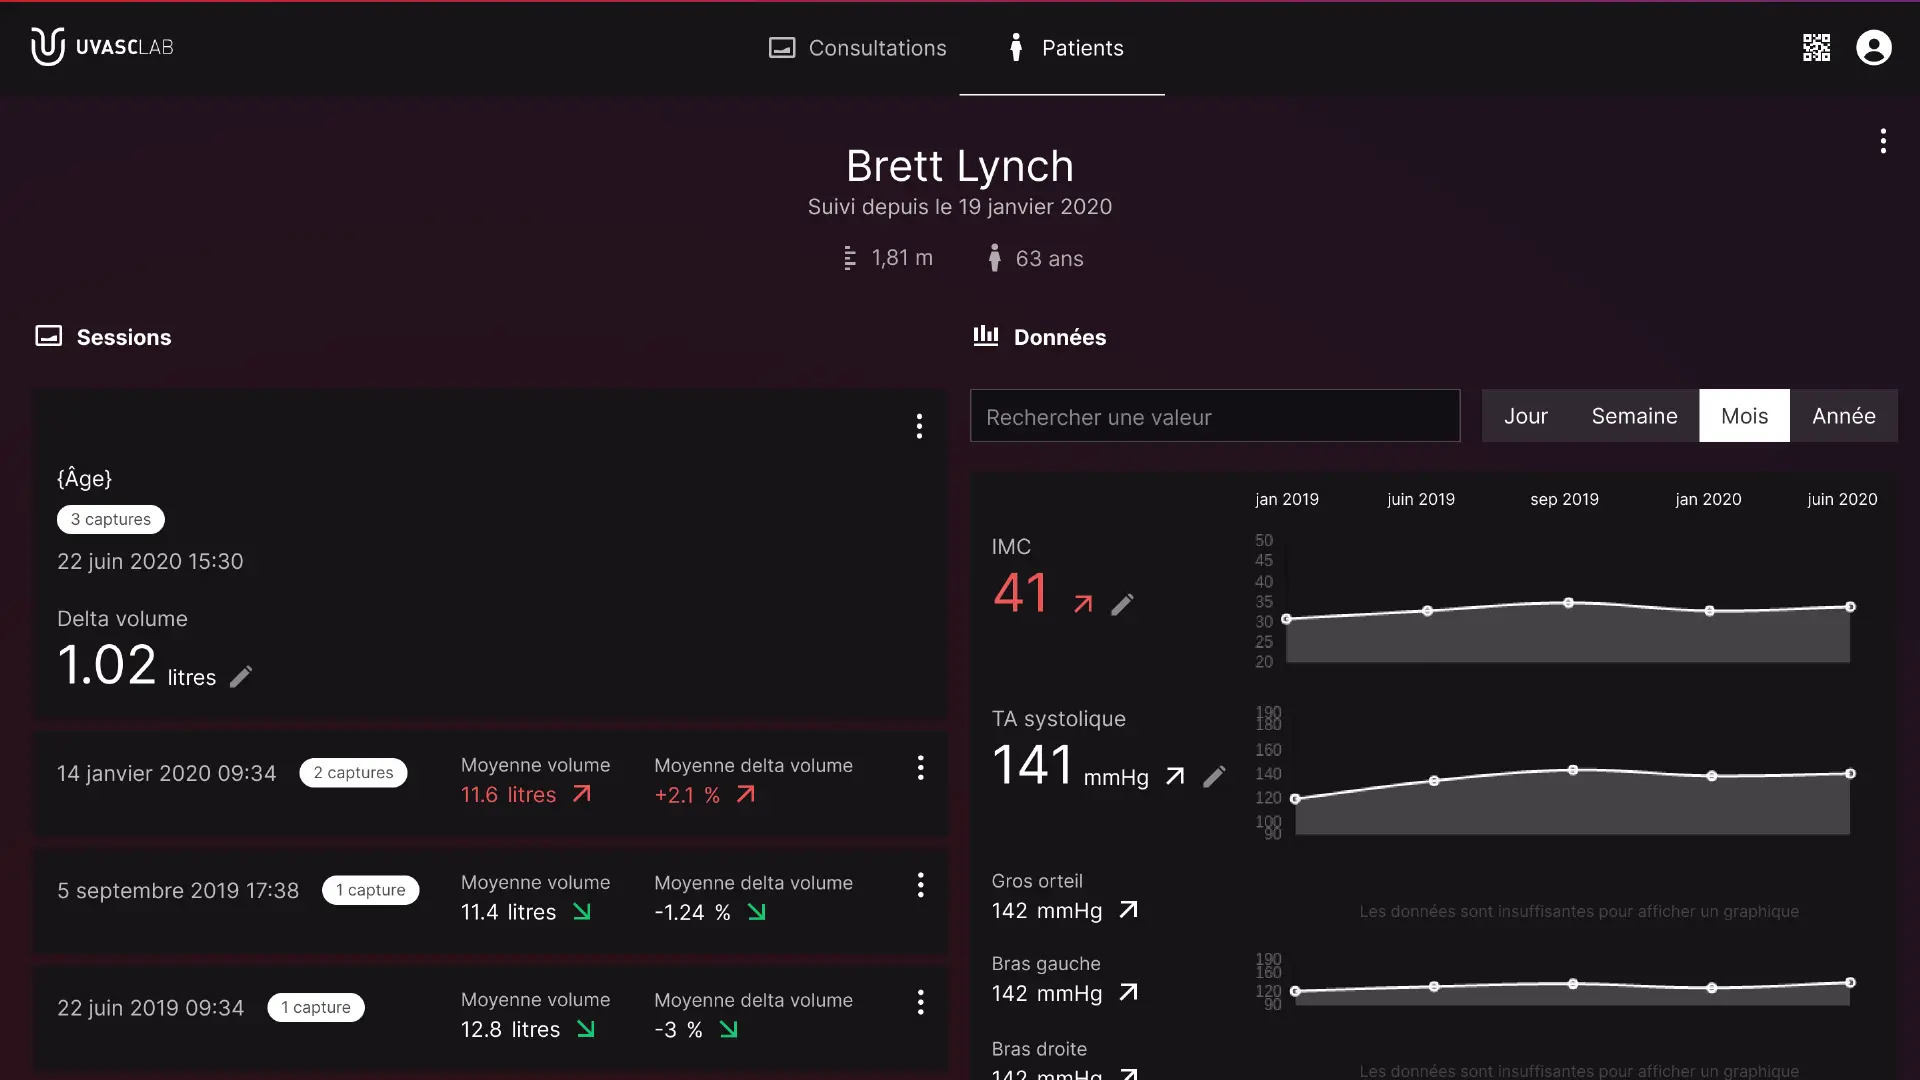 UVASCLAB
Consultations
Patients
Brett Lynch
Suivi depuis le 19 janvier 2020
1,81 m
63 ans
Sessions
{Âge}
3 captures
22 juin 2020 15:30
Delta volume
1.02 litres
14 janvier 2020 09:34
2 captures
Moyenne volume
11.6 litres
Moyenne delta volume
+2.1 %
5 septembre 2019 17:38
1 capture
Moyenne volume
11.4 litres
Moyenne delta volume
-1.24 %
22 juin 2019 09:34
1 capture
Moyenne volume
12.8 litres
Moyenne delta volume
-3 %
Données
Rechercher une valeur
Jour
Semaine
Mois
Année
jan 2019 juin 2019 sep 2019 jan 2020 juin 2020
IMC
41
50
45
40
35
30
25
20
TA systolique
141 mmHg
190
180
160
140
120
100
90
Gros orteil
142 mmHg
Les données sont insuffisantes pour afficher un graphique
Bras gauche
142 mmHg
190
160
120
90
Bras droite
142 mmHg
Les données sont insuffisantes pour afficher un graphique